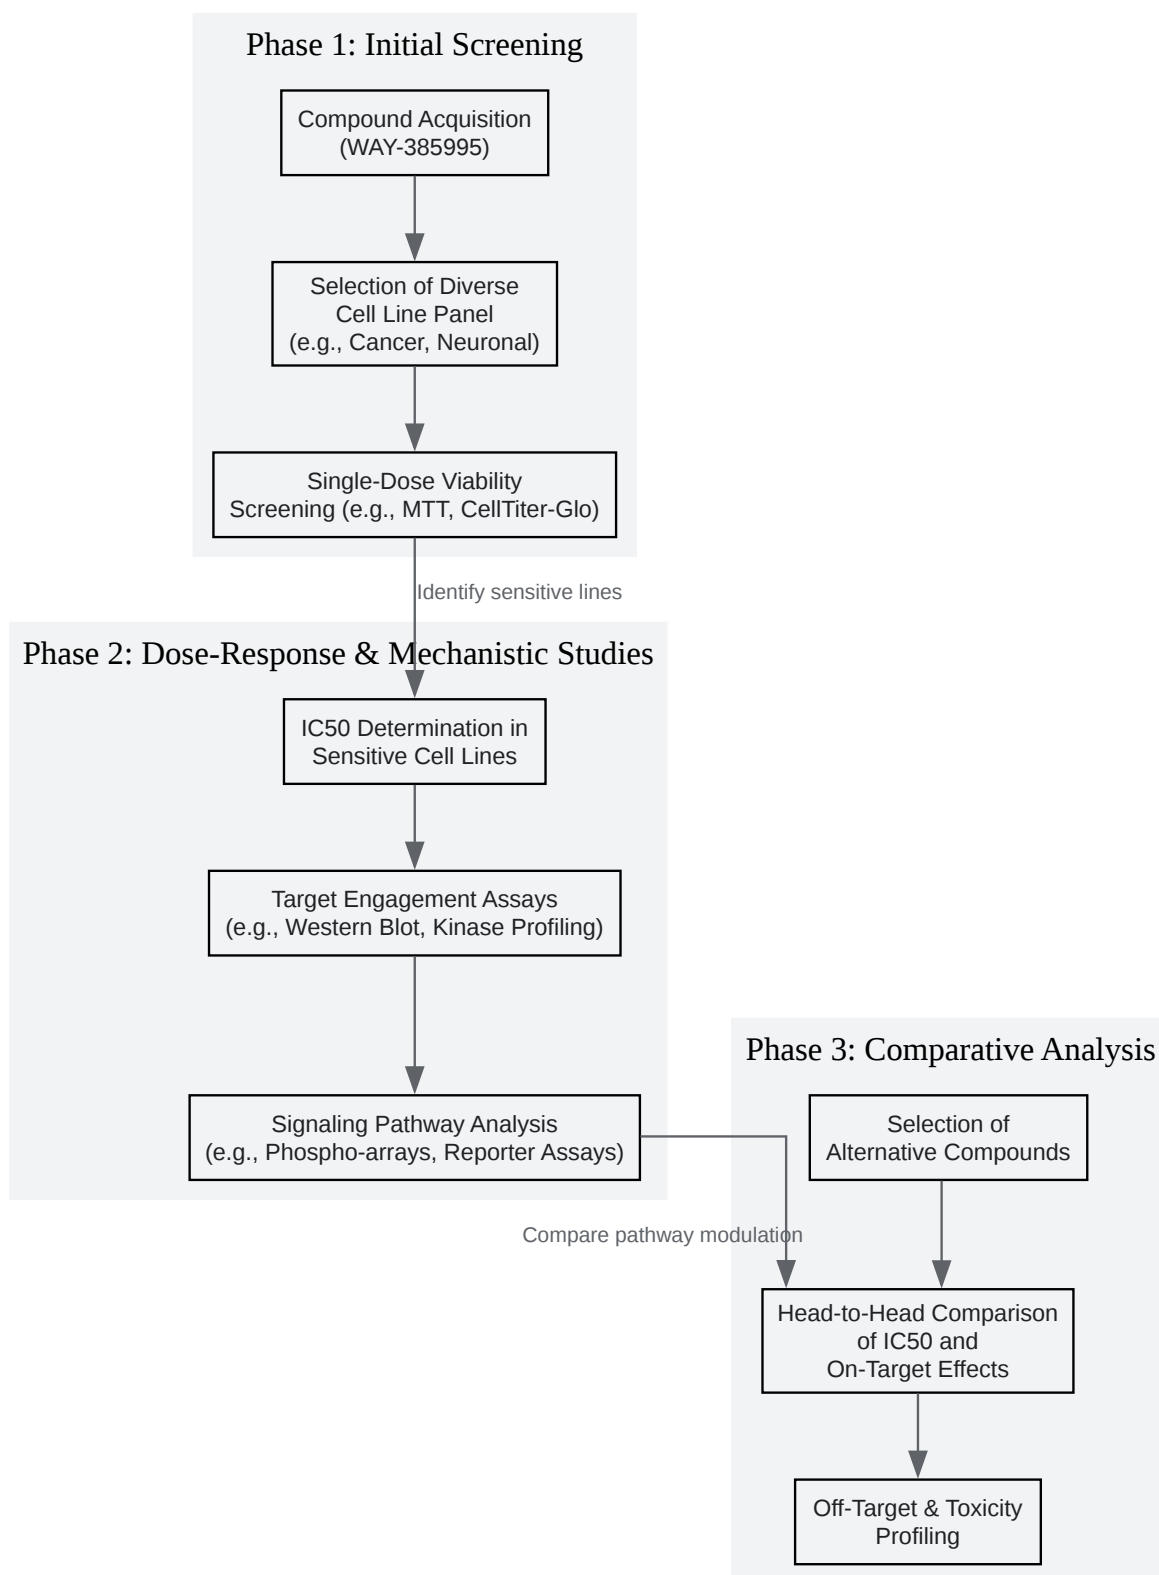 Phase 1: Initial Screening
Compound Acquisition
(WAY-385995)
Selection of Diverse
Cell Line Panel
(e.g., Cancer, Neuronal)
Single-Dose Viability
Screening (e.g., MTT, CellTiter-Glo)
Identify sensitive lines
Phase 2: Dose-Response & Mechanistic Studies
IC50 Determination in
Sensitive Cell Lines
Target Engagement Assays
(e.g., Western Blot, Kinase Profiling)
Signaling Pathway Analysis
(e.g., Phospho-arrays, Reporter Assays)
Compare pathway modulation
Phase 3: Comparative Analysis
Selection of
Alternative Compounds
Head-to-Head Comparison
of IC50 and
On-Target Effects
Off-Target & Toxicity
Profiling